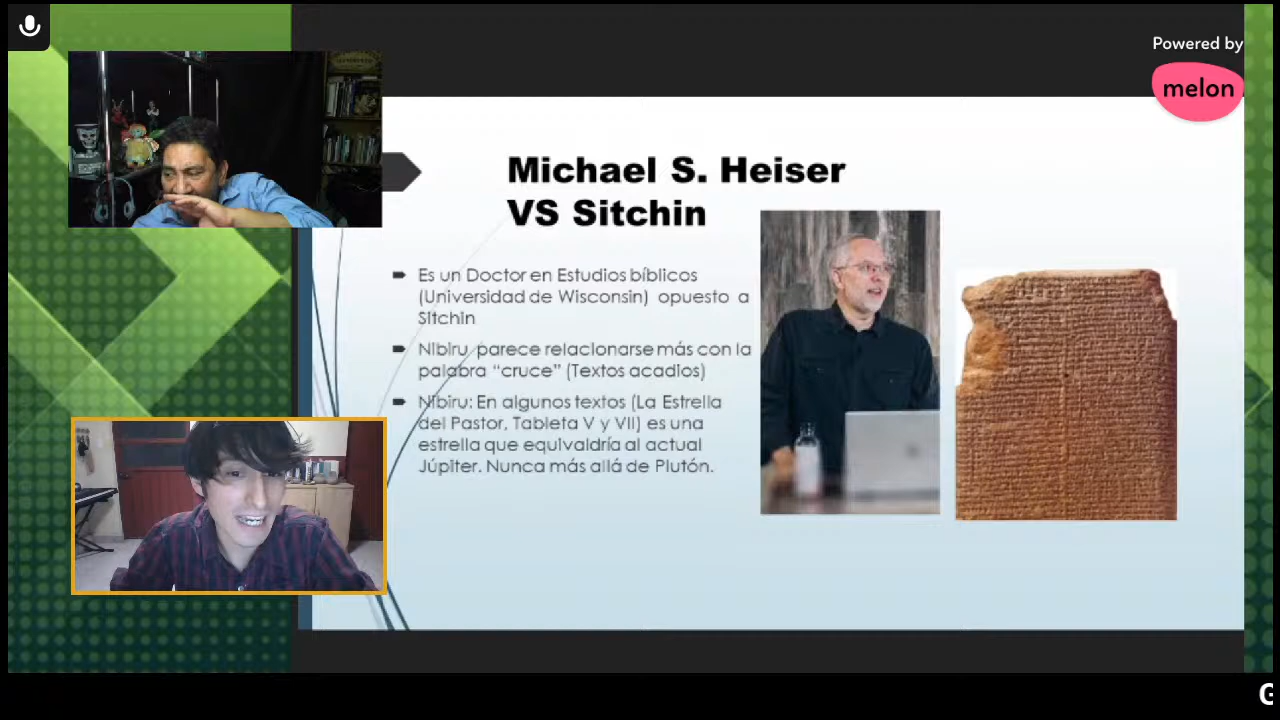 Powered by
melon
Michael S. Heiser
VS Sitchin
Es un Doctor en Estudios bíblicos
(Universidad de Wisconsin) opuesto a
Sitchin
Nibiru parece relacionarse más con la
palabra “cruce” (Textos acadios)
Nibiru: En algunos textos (La Estrella
del Pastor, Tableta V y VII) es una
estrella que equivaldría al actual
Júpiter. Nunca más allá de Plutón.